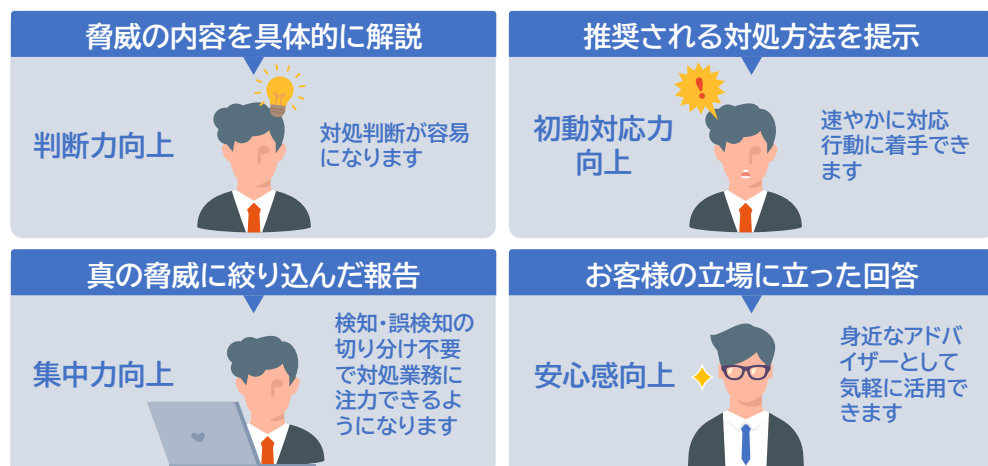 脅威の内容を具体的に解説
判断力向上
対処判断が容易
になります
推奨される対処方法を提示
初動対応力
向上
速やかに対応
行動に着手でき
ます
真の脅威に絞り込んだ報告
集中力向上
検知・誤検知の
切り分け不要
で対処業務に
注力できるよ
うになります
お客様の立場に立った回答
安心感向上
身近なアドバ
イザーとして
気軽に活用で
きます